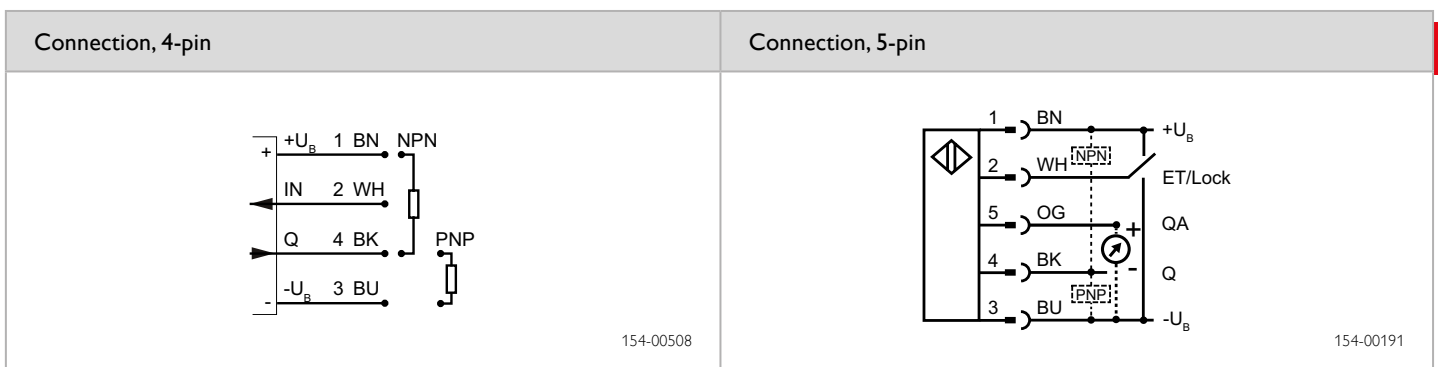 Connection, 4-pin
+ +U_B 1 BN NPN
IN 2 WH
Q 4 BK PNP
- -U_B 3 BU
154-00508
Connection, 5-pin
1 BN +U_B
2 WH NPN ET/Lock
5 OG + QA
4 BK - Q
3 BU PNP -U_B
154-00191